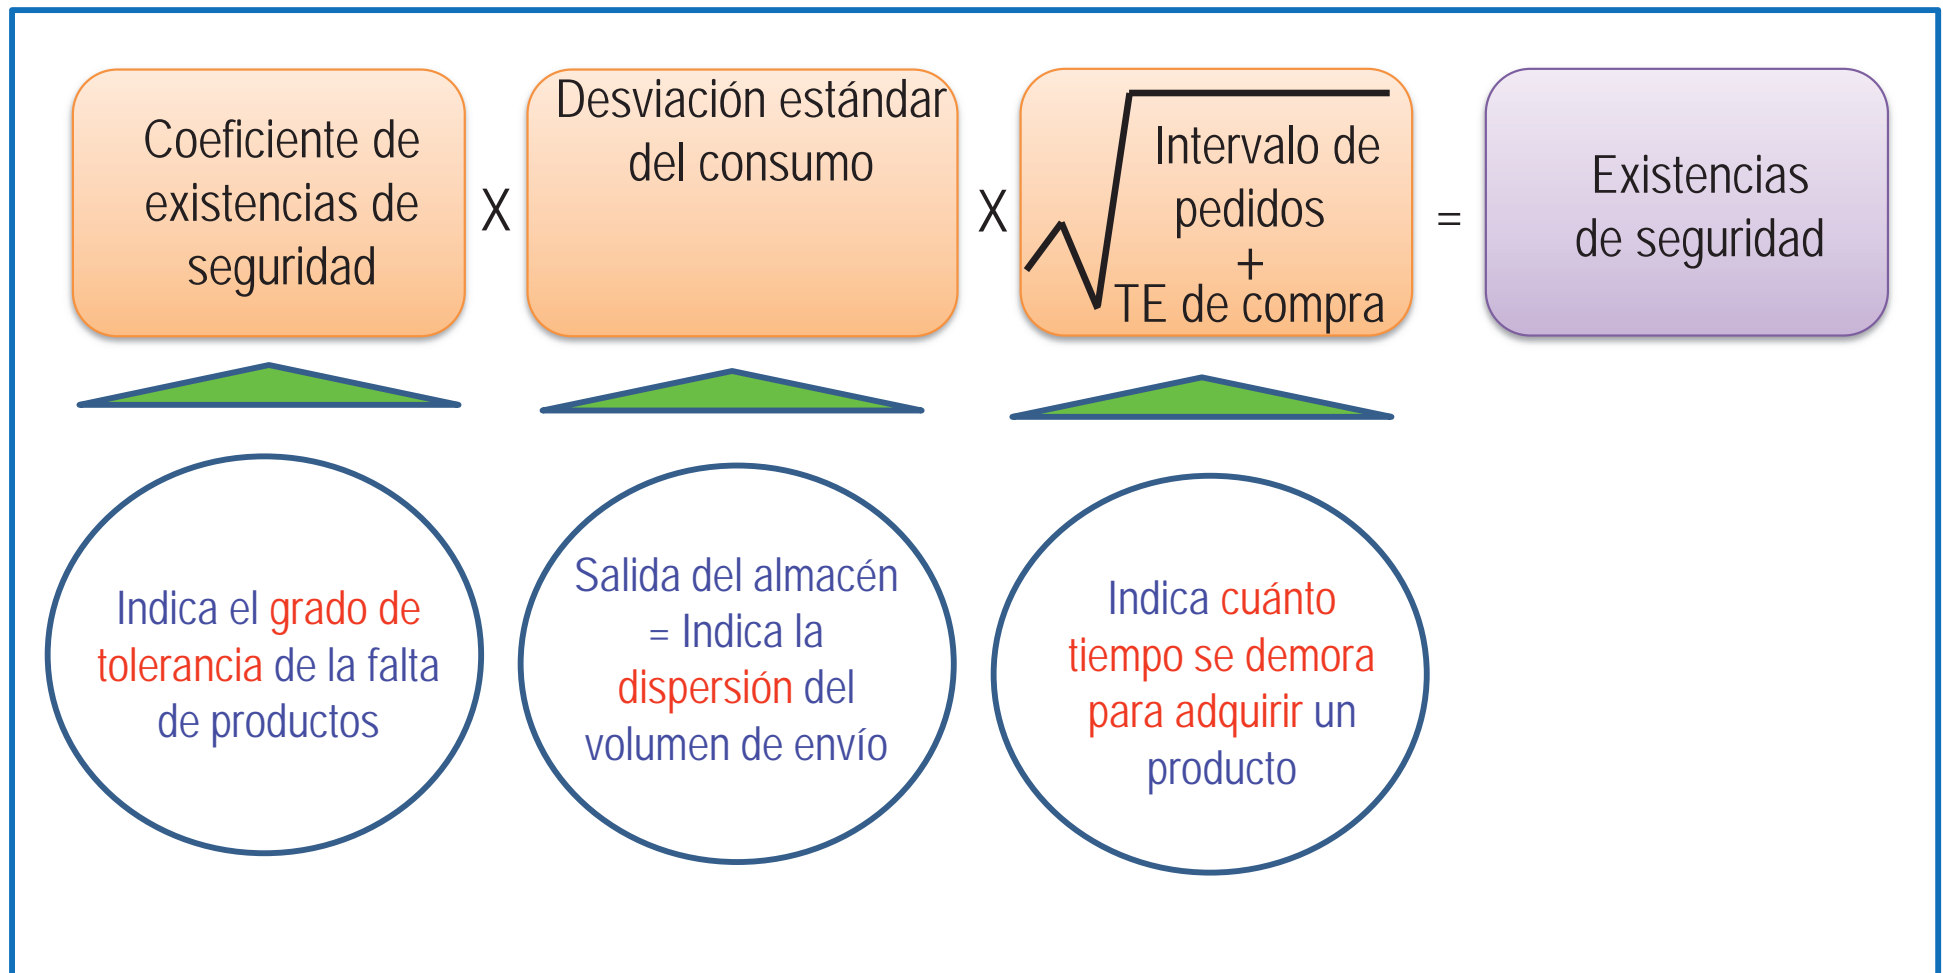 Coeficiente de
existencias de
seguridad
X
Desviación estándar
del consumo
X
Intervalo de
pedidos
+
TE de compra
=
Existencias
de seguridad
Indica el grado de
tolerancia de la falta
de productos
Salida del almacén
= Indica la
dispersión del
volumen de envío
Indica cuánto
tiempo se demora
para adquirir un
producto